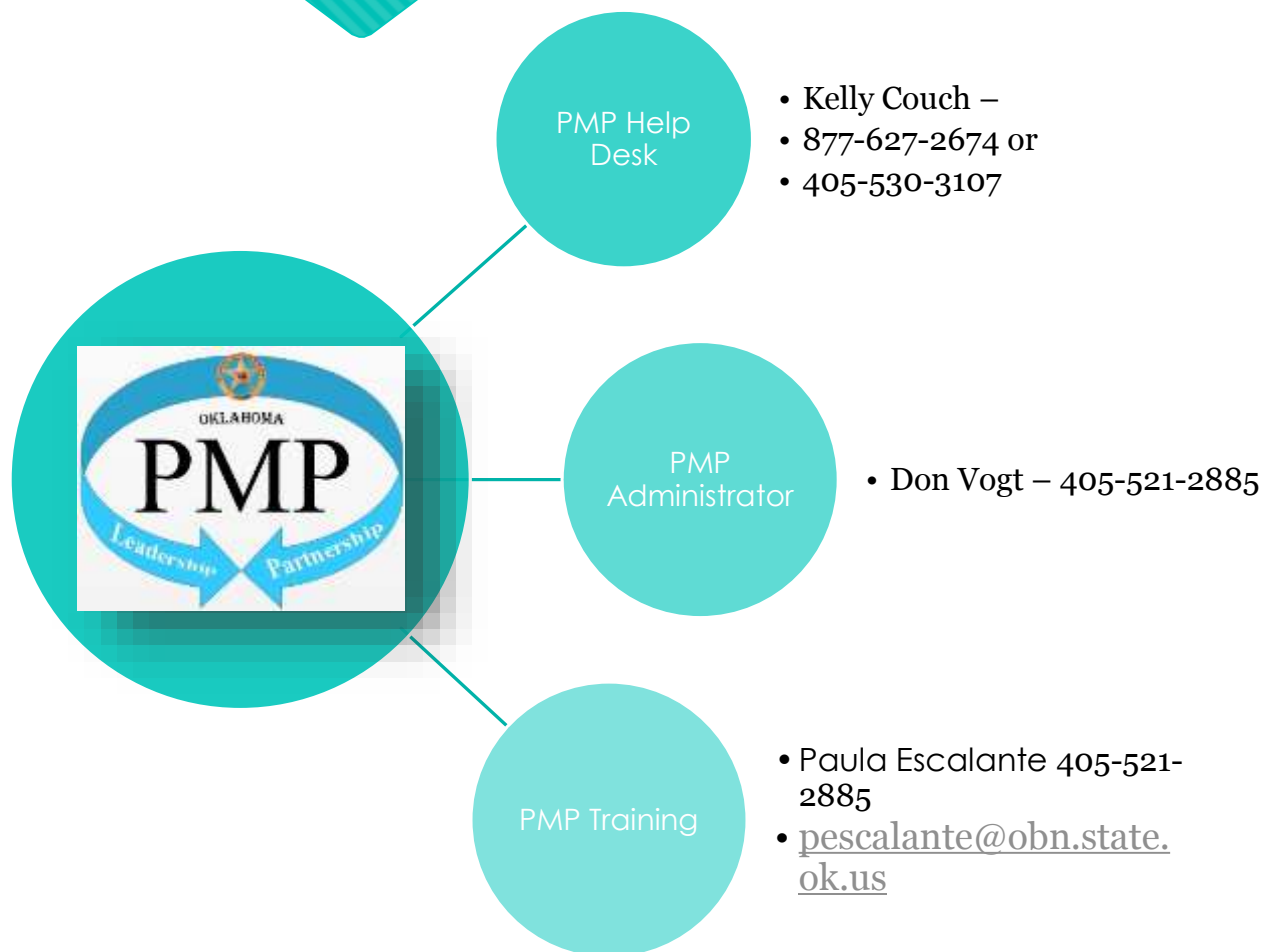 PMP Help
Desk
• Kelly Couch –
• 877-627-2674 or
• 405-530-3107
OKLAHOMA
PMP
Leadership
Partnership
PMP
Administrator
• Don Vogt – 405-521-2885
PMP Training
• Paula Escalante 405-521-
2885
• pescalante@obn.state.
ok.us